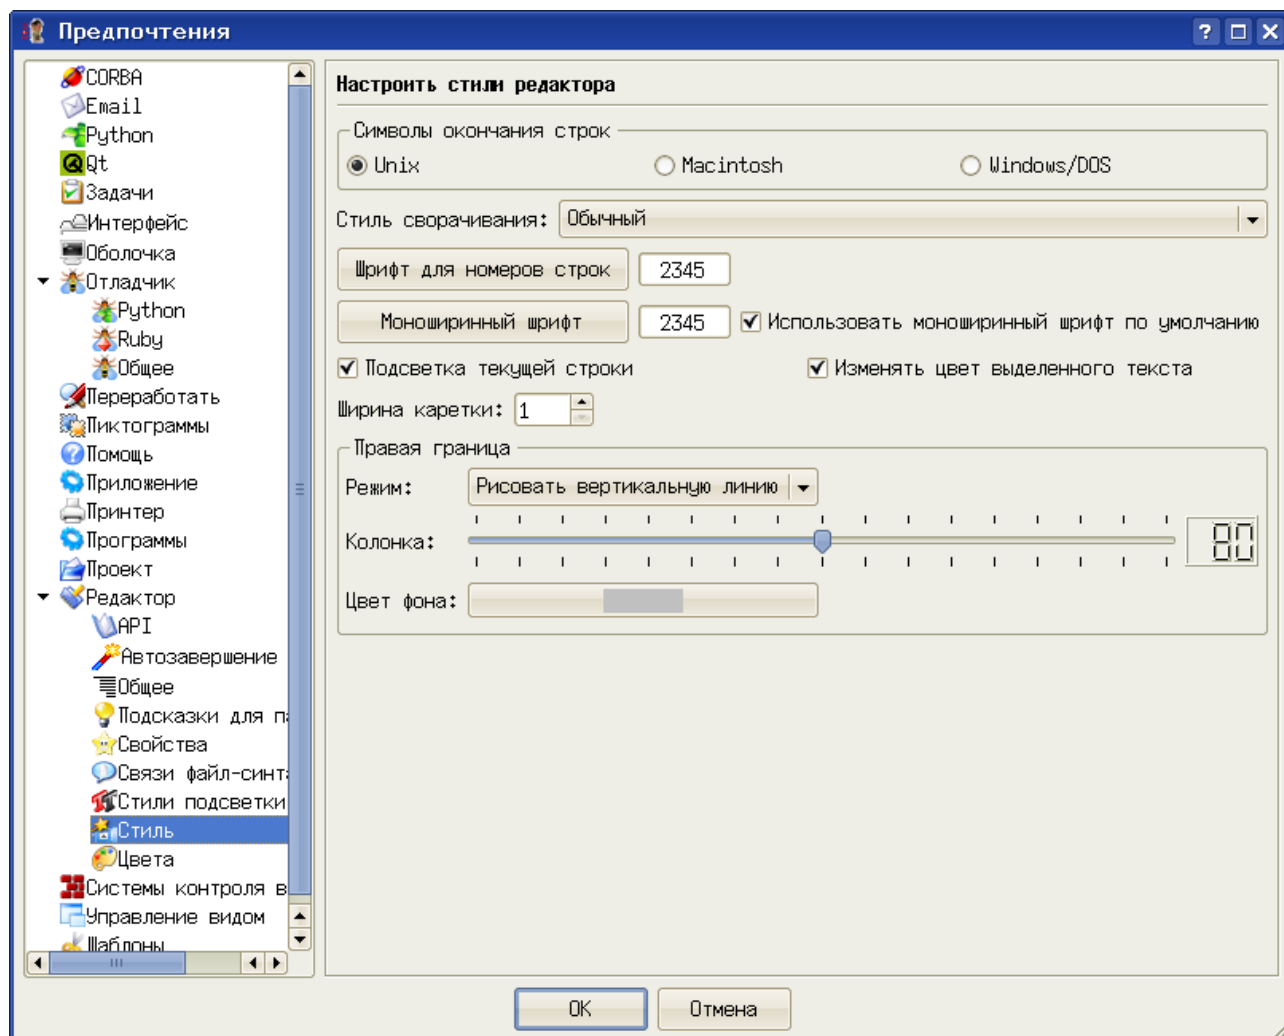 Предпочтения
CORBA
Email
Python
Qt
Задачи
Интерфейс
Оболочка
Отладчик
Python
Ruby
Общее
Переработать
Пиктограммы
Помощь
Приложение
Принтер
Программы
Проект
Редактор
API
Автозавершение
Общее
Подсказки для па
Свойства
Связи файл-синта
Стили подсветки
Стиль
Цвета
Системы контроля в
Управление видом
Шаблоны
Настроить стили редактора
Символы окончания строк
Unix Macintosh Windows/DOS
Стиль сворачивания: Обычный
Шрифт для номеров строк 2345
Моноширинный шрифт 2345 Использовать моноширинный шрифт по умолчанию
Подсветка текущей строки Изменять цвет выделенного текста
Ширина каретки: 1
Правая граница
Режим: Рисовать вертикальную линию
Колонка: 80
Цвет фона:
OK Отмена